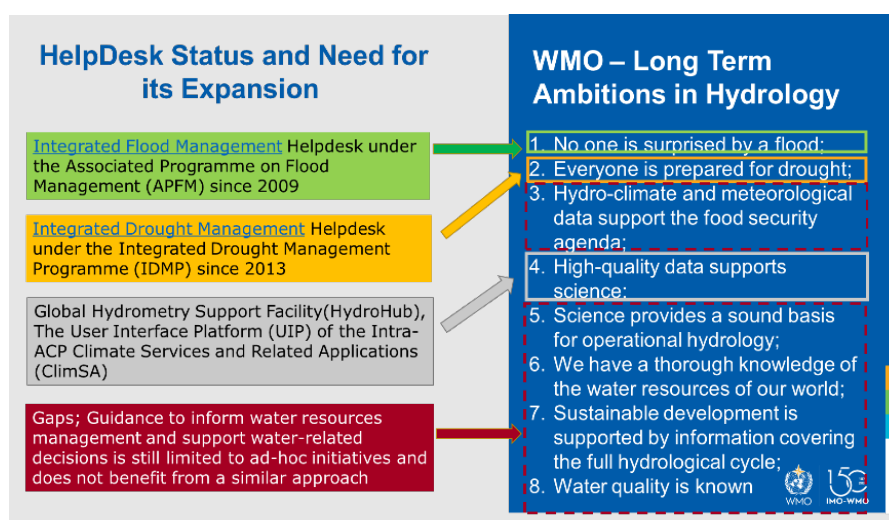 HelpDesk Status and Need for
its Expansion
Integrated Flood Management Helpdesk under
the Associated Programme on Flood
Management (APFM) since 2009
Integrated Drought Management Helpdesk
under the Integrated Drought Management
Programme (IDMP) since 2013
Global Hydrometry Support Facility(HydroHub),
The User Interface Platform (UIP) of the Intra-
ACP Climate Services and Related Applications
(ClimSA)
Gaps; Guidance to inform water resources
management and support water-related
decisions is still limited to ad-hoc initiatives and
does not benefit from a similar approach
WMO – Long Term
Ambitions in Hydrology
1. No one is surprised by a flood;
2. Everyone is prepared for drought;
3. Hydro-climate and meteorological
data support the food security
agenda;
4. High-quality data supports
science;
5. Science provides a sound basis
for operational hydrology;
6. We have a thorough knowledge of
the water resources of our world;
7. Sustainable development is
supported by information covering
the full hydrological cycle;
8. Water quality is known
WMO
150
IMO-WMO